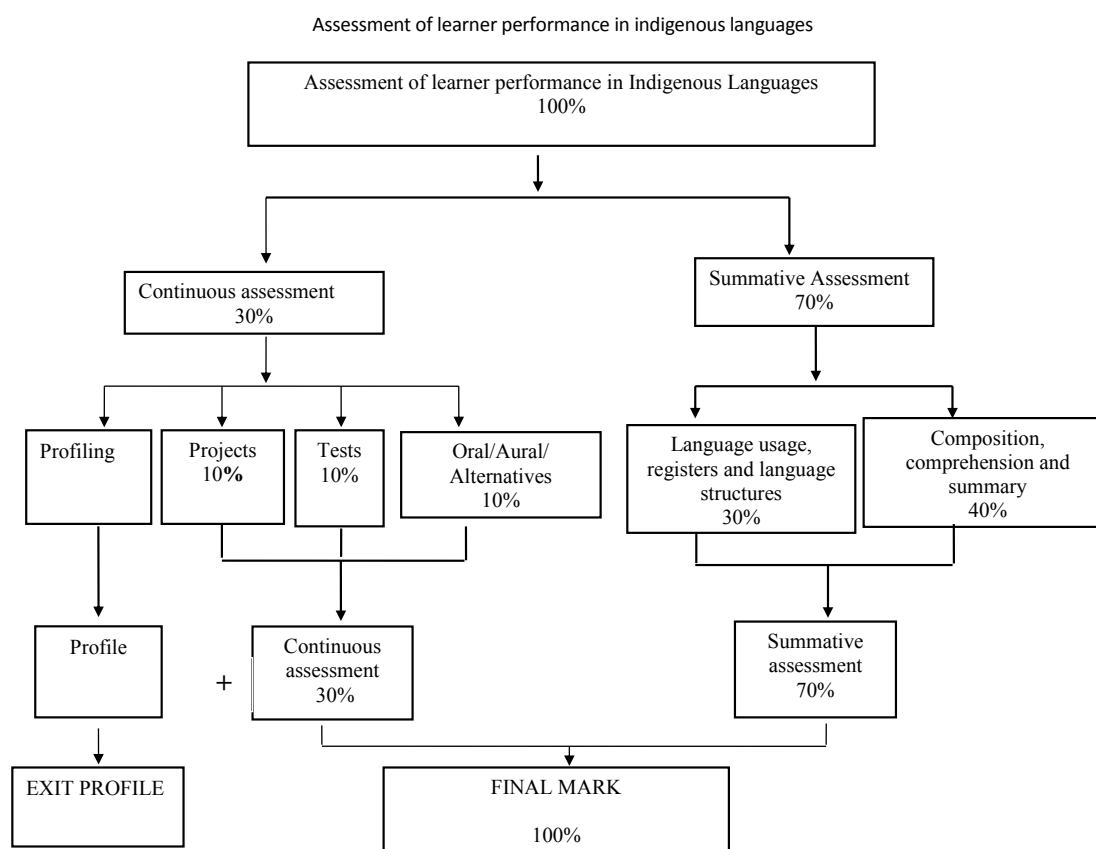 Assessment of learner performance in indigenous languages
Assessment of learner performance in Indigenous Languages
100%
Continuous assessment
30%
Summative Assessment
70%
Profiling
Projects
10%
Tests
10%
Oral/Aural/
Alternatives
10%
Language usage,
registers and language
structures
30%
Composition,
comprehension and
summary
40%
Profile
+
Continuous
assessment
30%
Summative
assessment
70%
EXIT PROFILE
FINAL MARK
100%